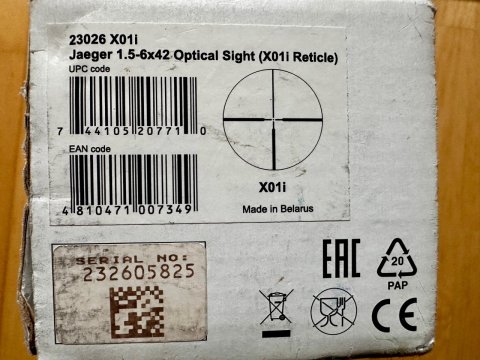 23026 X01i
Jaeger 1.5-6x42 Optical Sight (X01i Reticle)
UPC code
7 44105 20771 0
EAN code
4 810471 007349
X01i
Made in Belarus
SERIAL NO:
232605825
EAC
20
PAP
CE